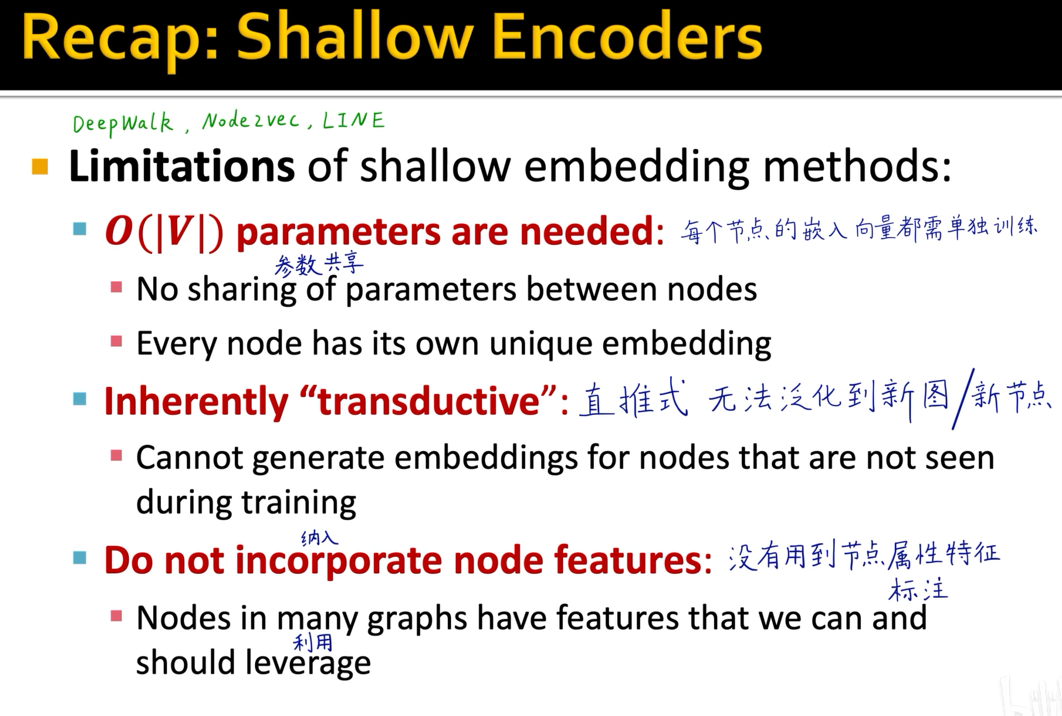 Recap: Shallow Encoders
DeepWalk, Node2vec, LINE
Limitations of shallow embedding methods:
O(|V|) parameters are needed: 每个节点的嵌入向量都需单独训练
参数共享
No sharing of parameters between nodes
Every node has its own unique embedding
Inherently “transductive”: 直推式 无法泛化到新图/新节点
Cannot generate embeddings for nodes that are not seen
during training
纳入
Do not incorporate node features: 没有用到节点属性特征
标注
Nodes in many graphs have features that we can and
利用
should leverage